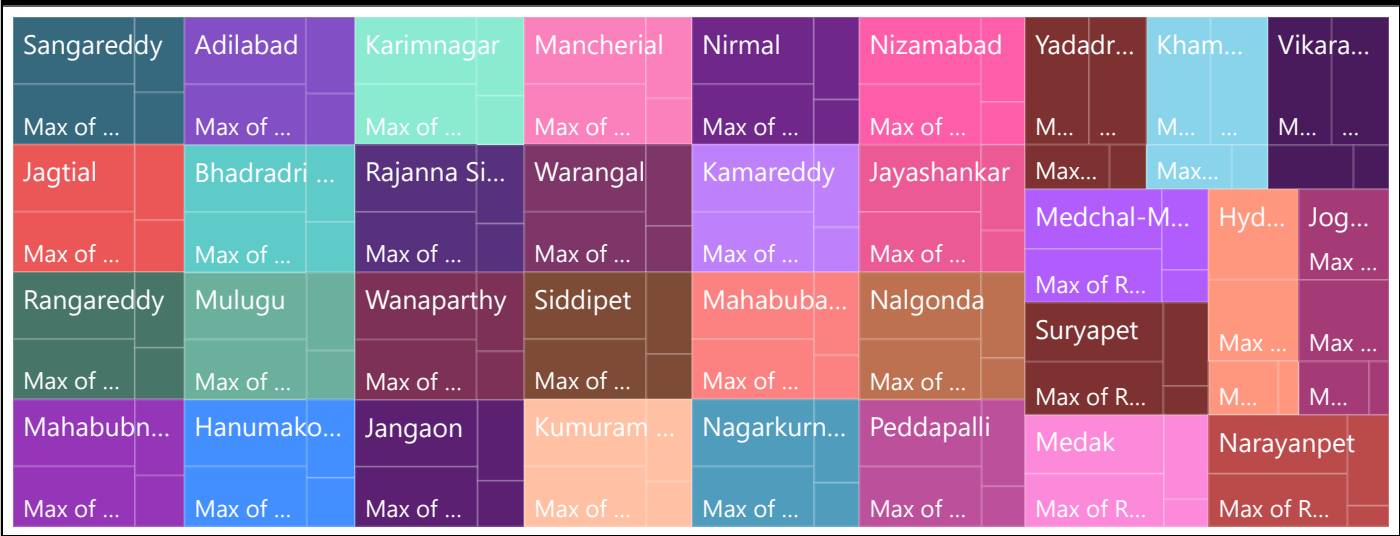 Sangareddy Adilabad Karimnagar Mancherial Nirmal Nizamabad Yadadr... Kham... Vikara...
Max of ... Max of ... Max of ... Max of ... Max of ... Max of ... M... ... M... ... M... ...
Max... Max...
Jagtial Bhadradri ... Rajanna Si... Warangal Kamareddy Jayashankar
Max of ... Max of ... Max of ... Max of ... Max of ... Max of ...
Medchal-M... Hyd... Jog...
Max ...
Max of R... Max ... Max ...
Rangareddy Mulugu Wanaparthy Siddipet Mahabuba... Nalgonda
Max of ... Max of ... Max of ... Max of ... Max of ... Max of ...
Suryapet
Max of R... M... M...
Mahabubn... Hanumako... Jangaon Kumuram ... Nagarkurn... Peddapalli
Max of ... Max of ... Max of ... Max of ... Max of ... Max of ...
Medak Narayanpet
Max of R... Max of R...